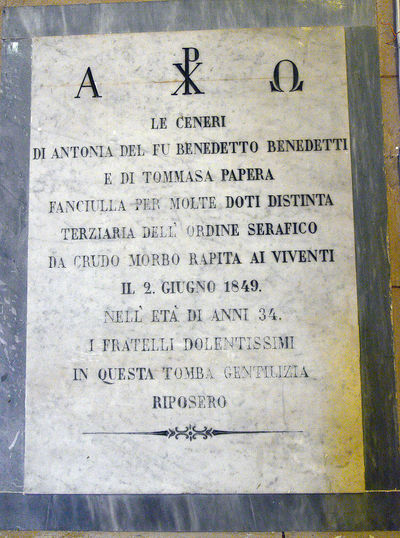 Α ☧ Ω
LE CENERI
DI ANTONIA DEL FU BENEDETTO BENEDETTI
E DI TOMMASA PAPERA
FANCIULLA PER MOLTE DOTI DISTINTA
TERZIARIA DELL' ORDINE SERAFICO
DA CRUDO MORBO RAPITA AI VIVENTI
IL 2. GIUGNO 1849.
NELL' ETÀ DI ANNI 34.
I FRATELLI DOLENTISSIMI
IN QUESTA TOMBA GENTILIZIA
RIPOSERO